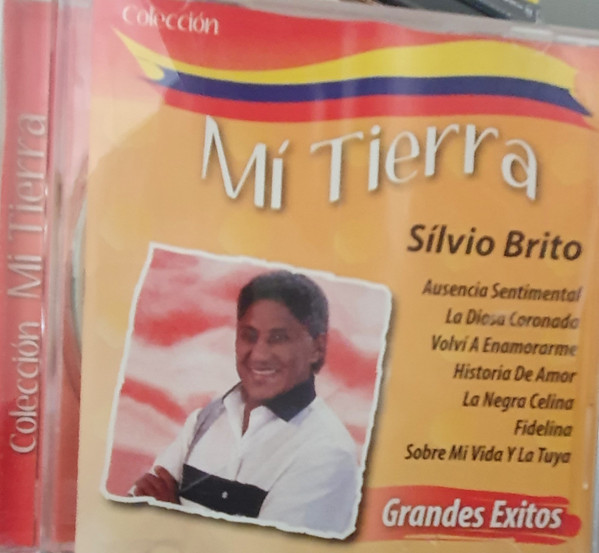 Colección
Mí Tierra
Sílvio Brito
Ausencia Sentimental
La Diosa Coronada
Volví A Enamorarme
Historia De Amor
La Negra Celina
Fidelina
Sobre Mi Vida Y La Tuya
Grandes Exitos
Colección Mi Tierra